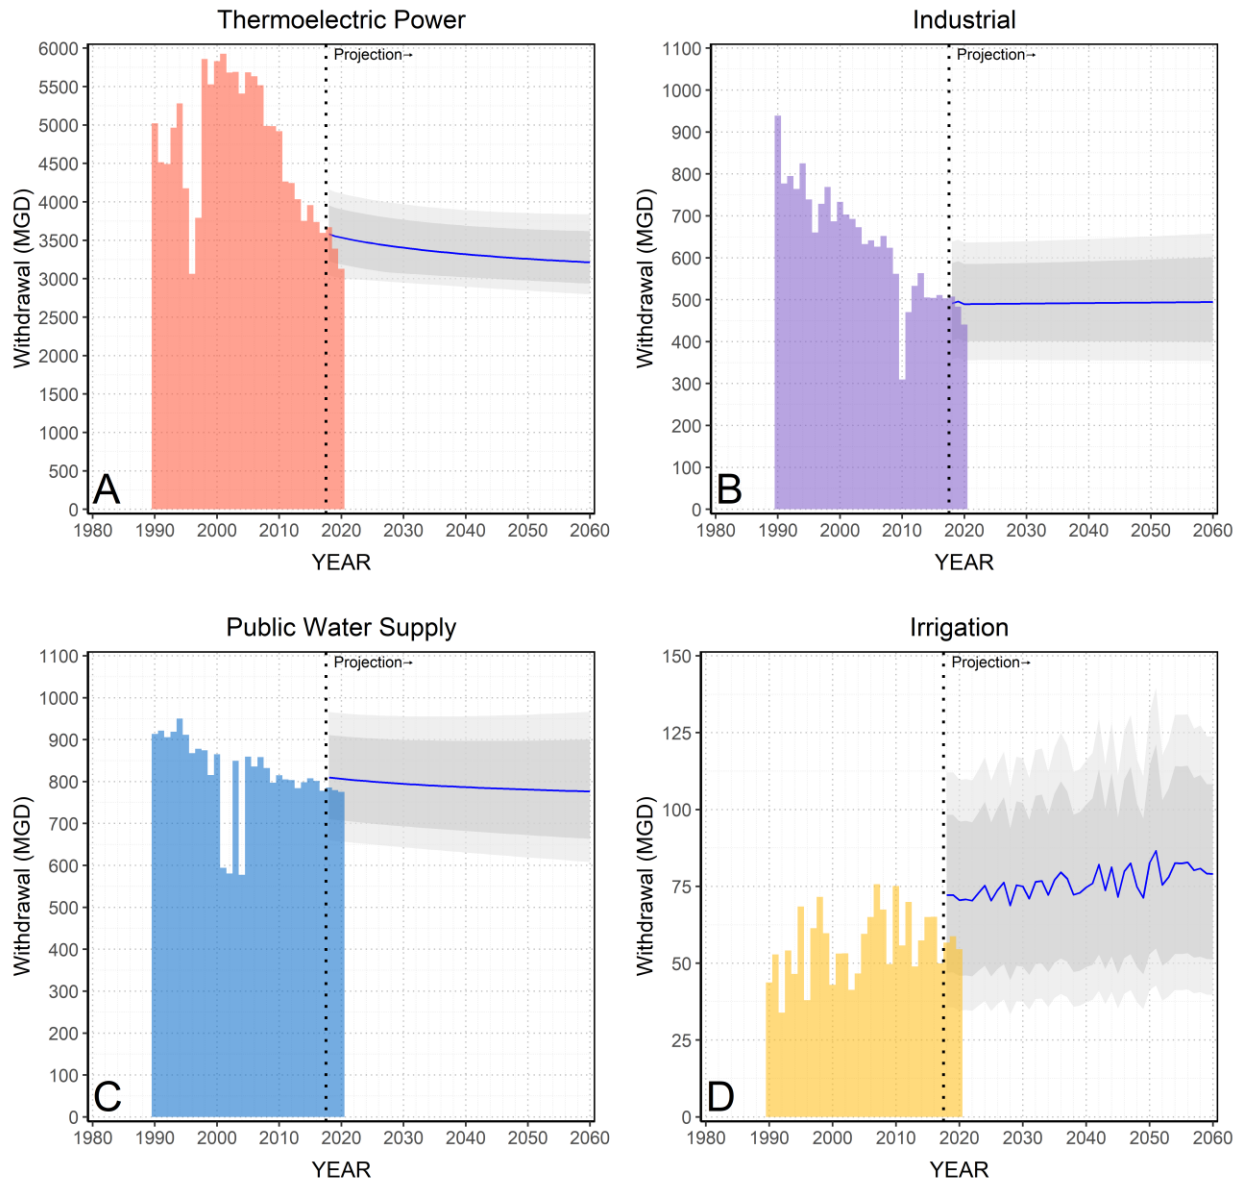 Thermoelectric Power
6000
5500
5000
4500
4000
3500
3000
2500
2000
1500
1000
500
0
Withdrawal (MGD)
Projection→
A
1980 1990 2000 2010 2020 2030 2040 2050 2060
YEAR
Industrial
1100
1000
900
800
700
600
500
400
300
200
100
0
Withdrawal (MGD)
Projection→
B
1980 1990 2000 2010 2020 2030 2040 2050 2060
YEAR
Public Water Supply
1100
1000
900
800
700
600
500
400
300
200
100
0
Withdrawal (MGD)
Projection→
C
1980 1990 2000 2010 2020 2030 2040 2050 2060
YEAR
Irrigation
150
125
100
75
50
25
0
Withdrawal (MGD)
Projection→
D
1980 1990 2000 2010 2020 2030 2040 2050 2060
YEAR